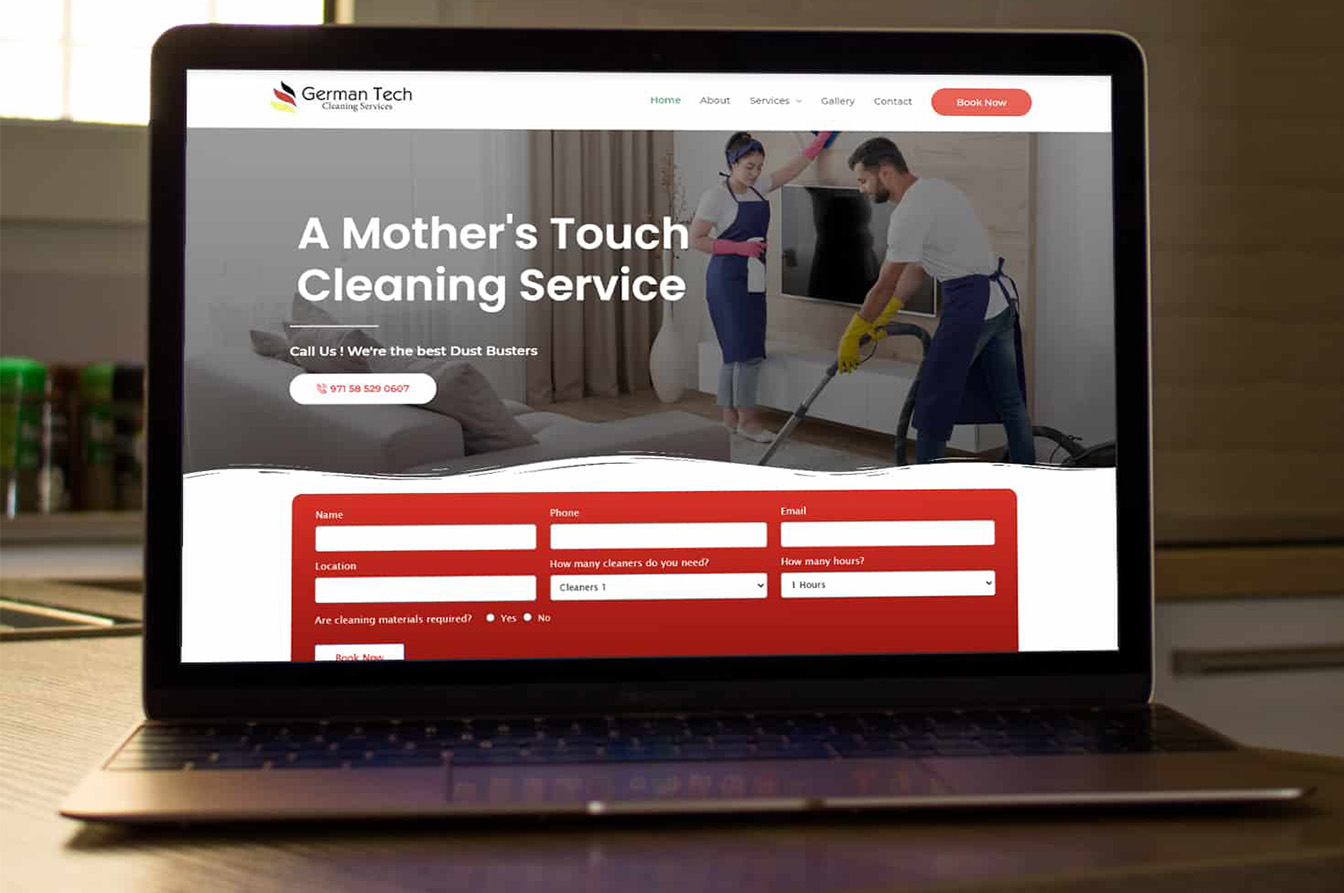 German Tech
Cleaning Services
Home About Services Gallery Contact Book Now
A Mother's Touch
Cleaning Service
Call Us ! We're the best Dust Busters
971 58 529 0607
Name Phone Email
Location How many cleaners do you need? How many hours?
Cleaners 1 1 Hours
Are cleaning materials required? Yes No
Book Now